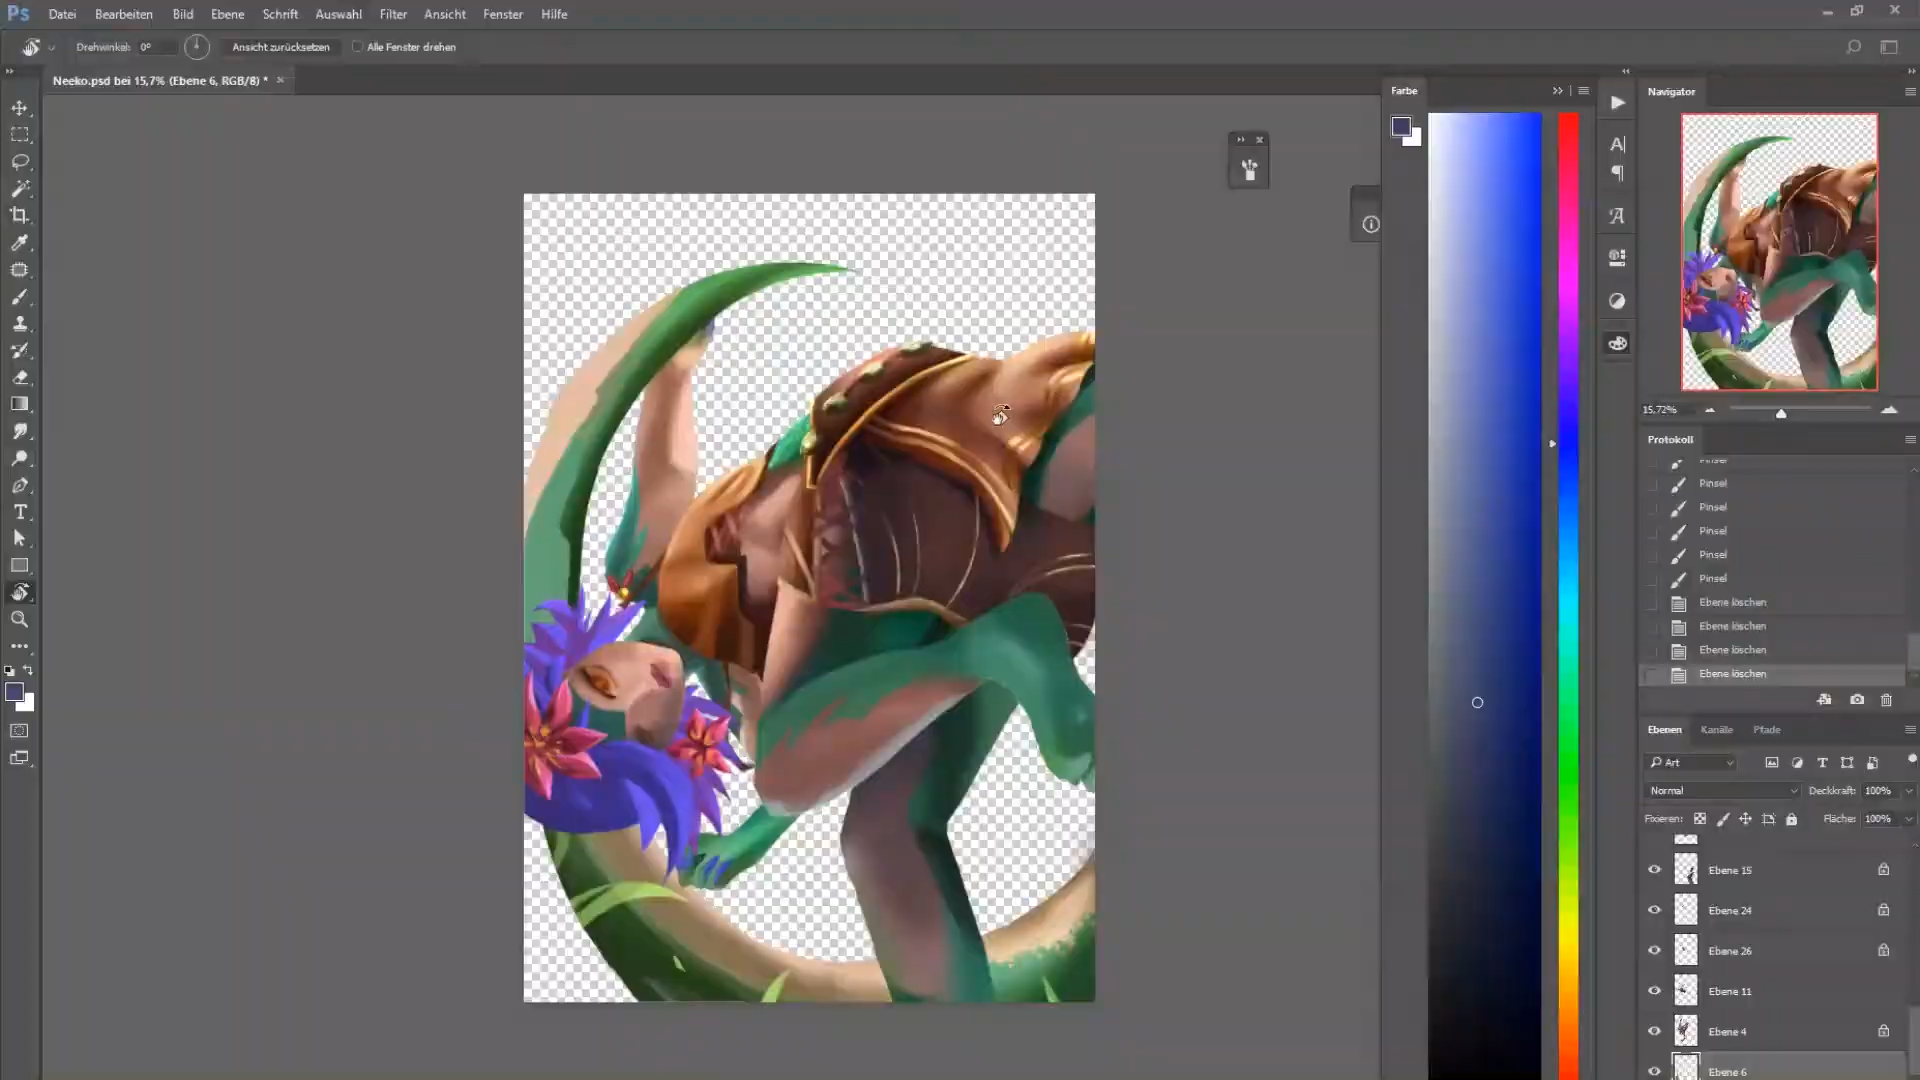 Ps Datei Bearbeiten Bild Ebene Schrift Auswahl Filter Ansicht Fenster Hilfe
Drehwinkel: 0° Ansicht zurücksetzen Alle Fenster drehen
Neeko.psd bei 15,7% (Ebene 6, RGB/8) *
Farbe
Navigator
15,72%
Protokoll
Pinsel
Pinsel
Pinsel
Pinsel
Pinsel
Pinsel
Ebene löschen
Ebene löschen
Ebene löschen
Ebene löschen
Ebenen Kanäle Pfade
Art
Normal Deckkraft: 100%
Fixieren: Fläche: 100%
Ebene 15
Ebene 24
Ebene 26
Ebene 11
Ebene 4
Ebene 6